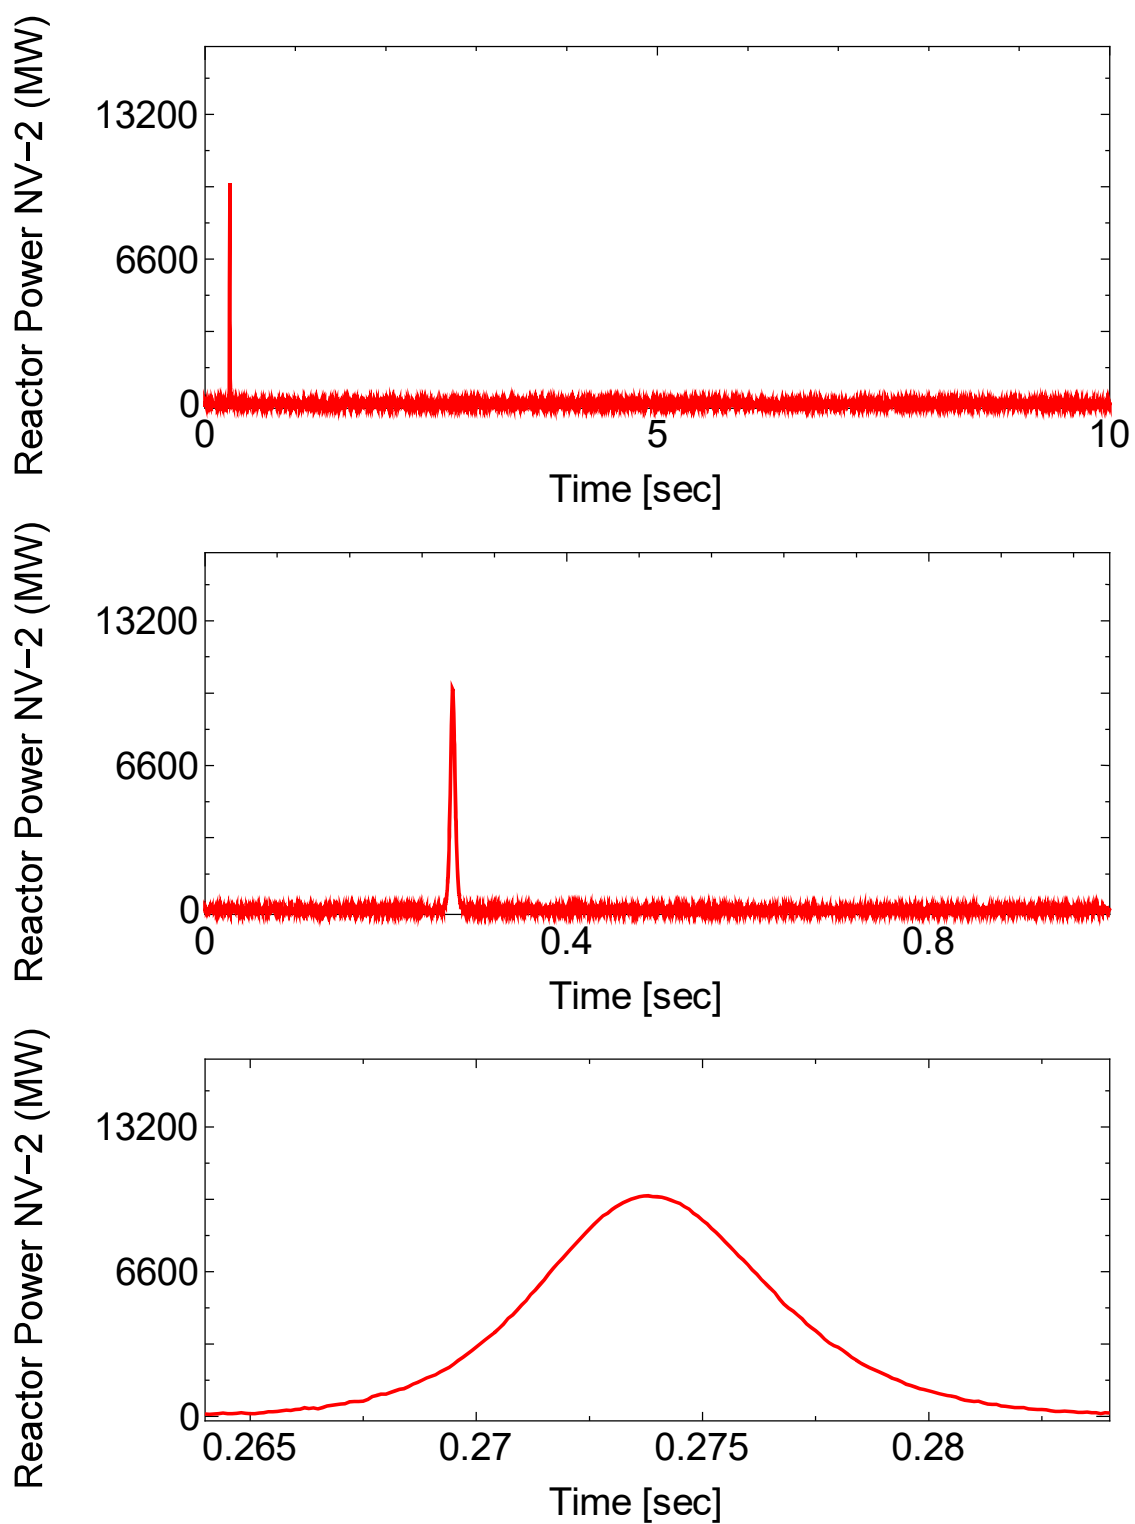 Reactor Power NV−2 (MW)
13200
6600
0
0 5 10
Time [sec]
Reactor Power NV−2 (MW)
13200
6600
0
0 0.4 0.8
Time [sec]
Reactor Power NV−2 (MW)
13200
6600
0
0.265 0.27 0.275 0.28
Time [sec]